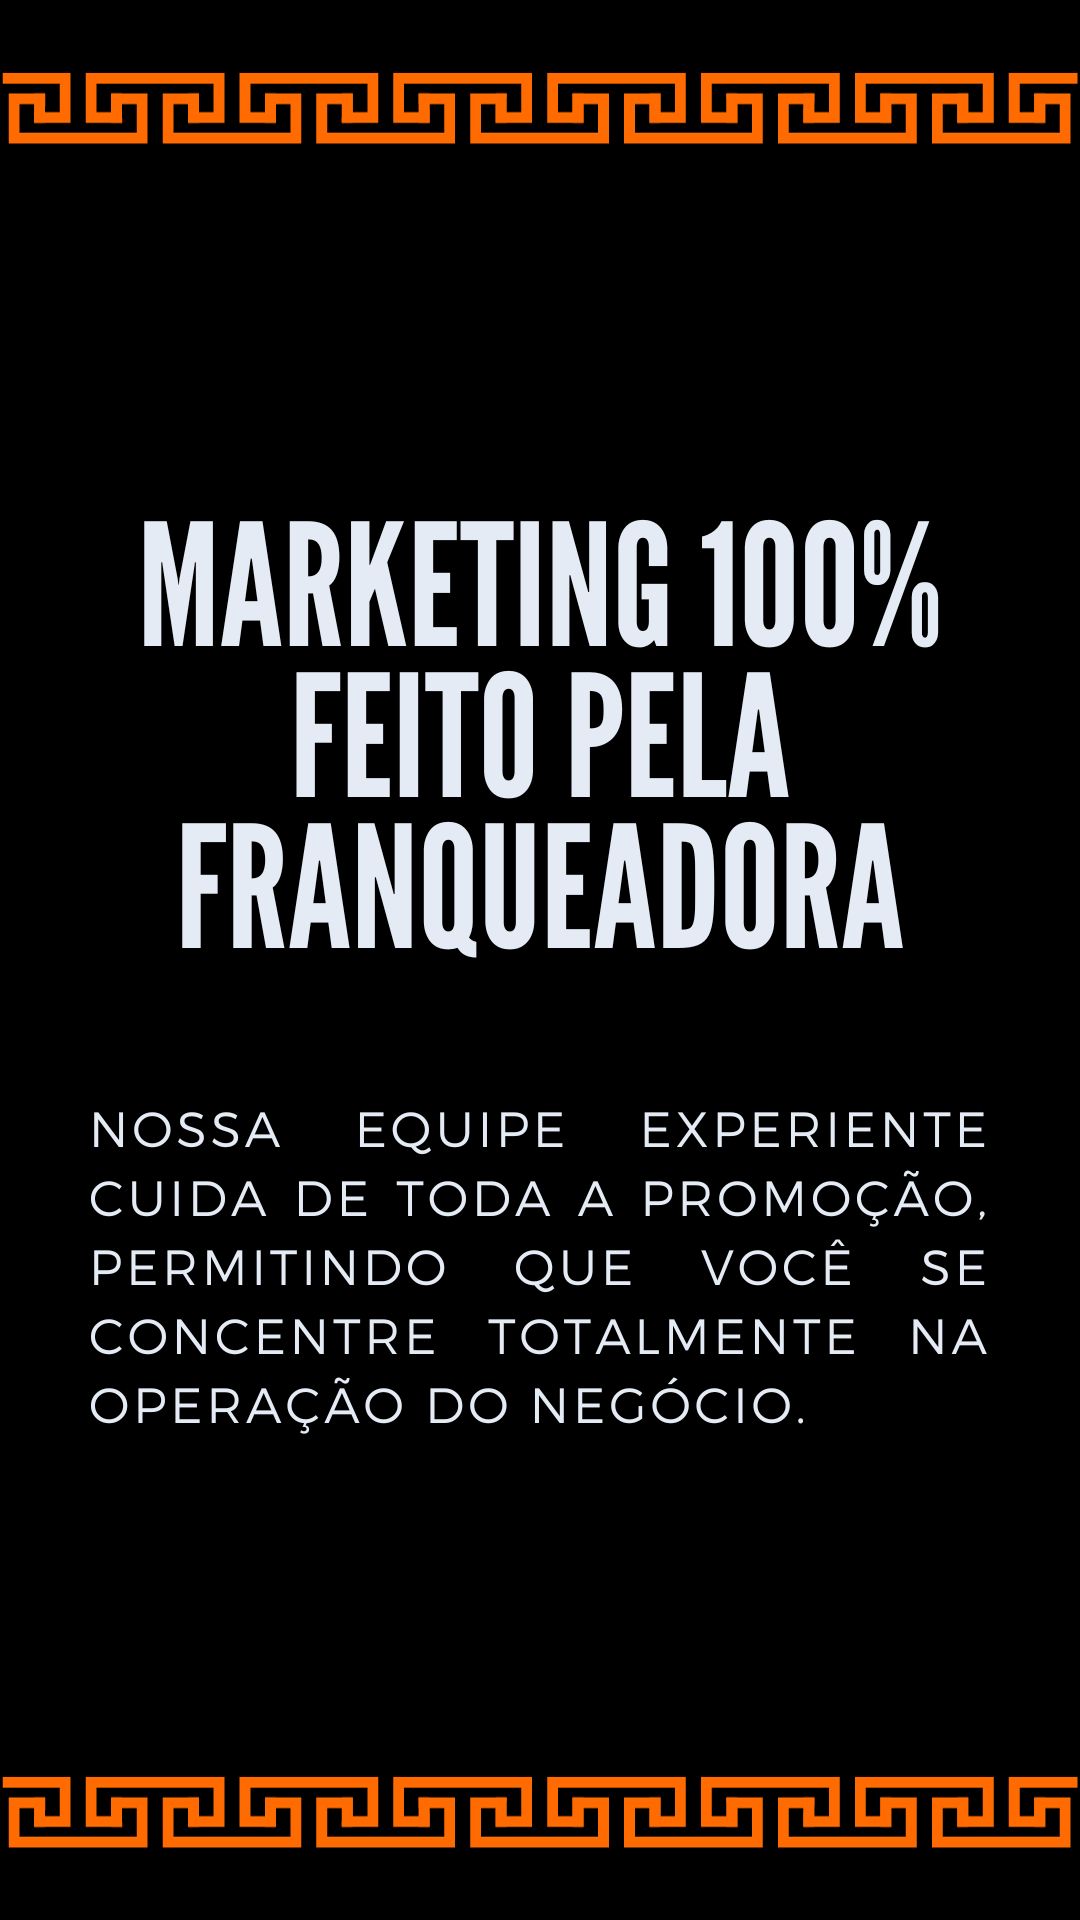 MARKETING 100%
FEITO PELA
FRANQUEADORA
NOSSA EQUIPE EXPERIENTE
CUIDA DE TODA A PROMOÇÃO,
PERMITINDO QUE VOCÊ SE
CONCENTRE TOTALMENTE NA
OPERAÇÃO DO NEGÓCIO.